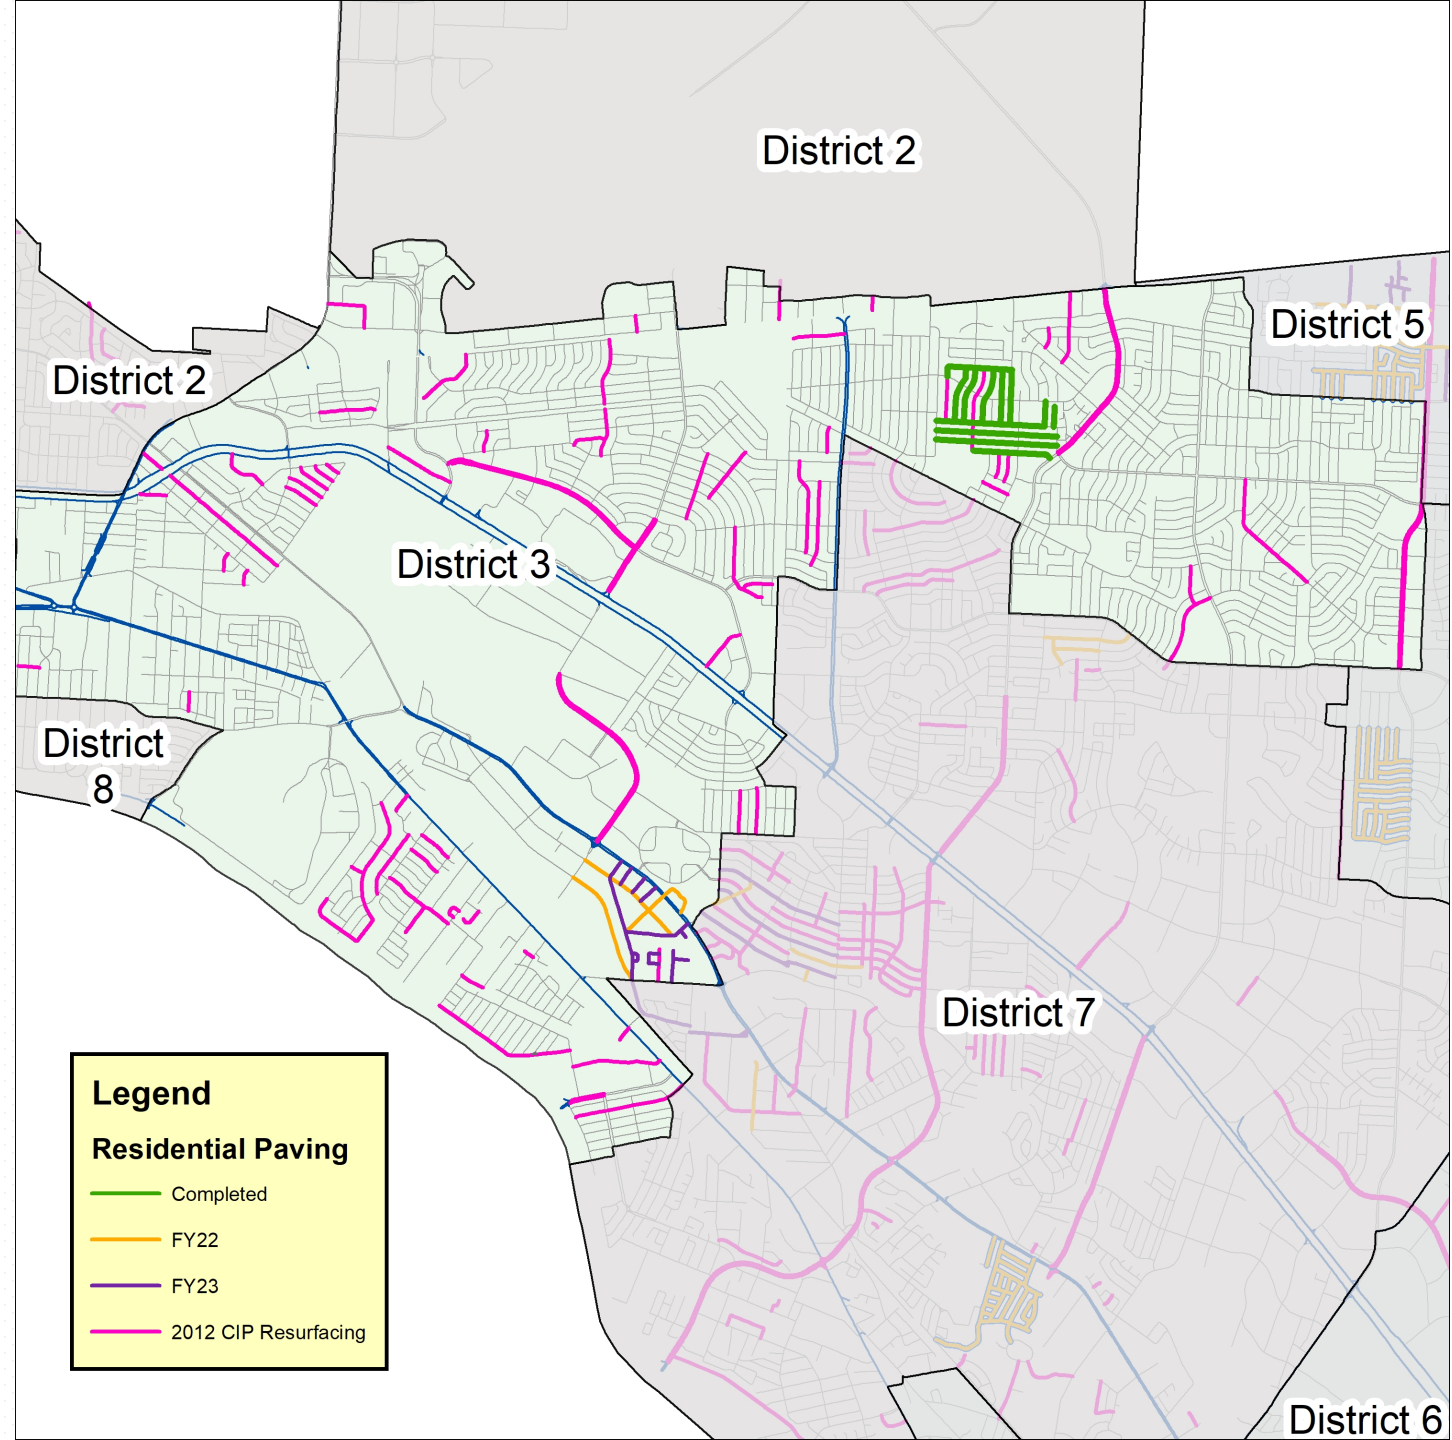 District 2
District 5
District 2
District 3
District
8
District 7
Legend
Residential Paving
Completed
FY22
FY23
2012 CIP Resurfacing
District 6